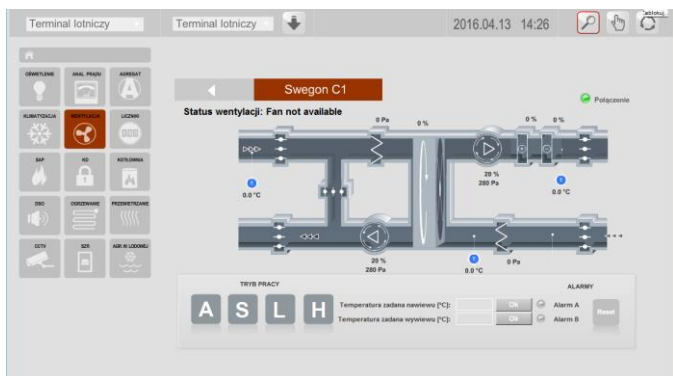 Terminal lotniczy
Terminal lotniczy
2016.04.13 14:26
Zablokuj
OŚWIETLENIE
ANAL. PRĄDU
AGREGAT
Swegon C1
Połączenie
KLIMATYZACJA
WENTYLACJA
LICZNIKI
Status wentylacji: Fan not available
0 Pa
0 %
0 %
0 %
SAP
KD
KOTŁOWNIA
20 %
280 Pa
0.0 °C
0.0 °C
DSO
OGRZEWANIE
PRZEWIETRZANIE
CCTV
SZR
20 %
280 Pa
0.0 °C
0 Pa
TRYB PRACY
ALARMY
A S L H
Temperatura zadana nawiewu [°C]:
Ok
Alarm A
Reset
Temperatura zadana wywiewu [°C]:
Ok
Alarm B